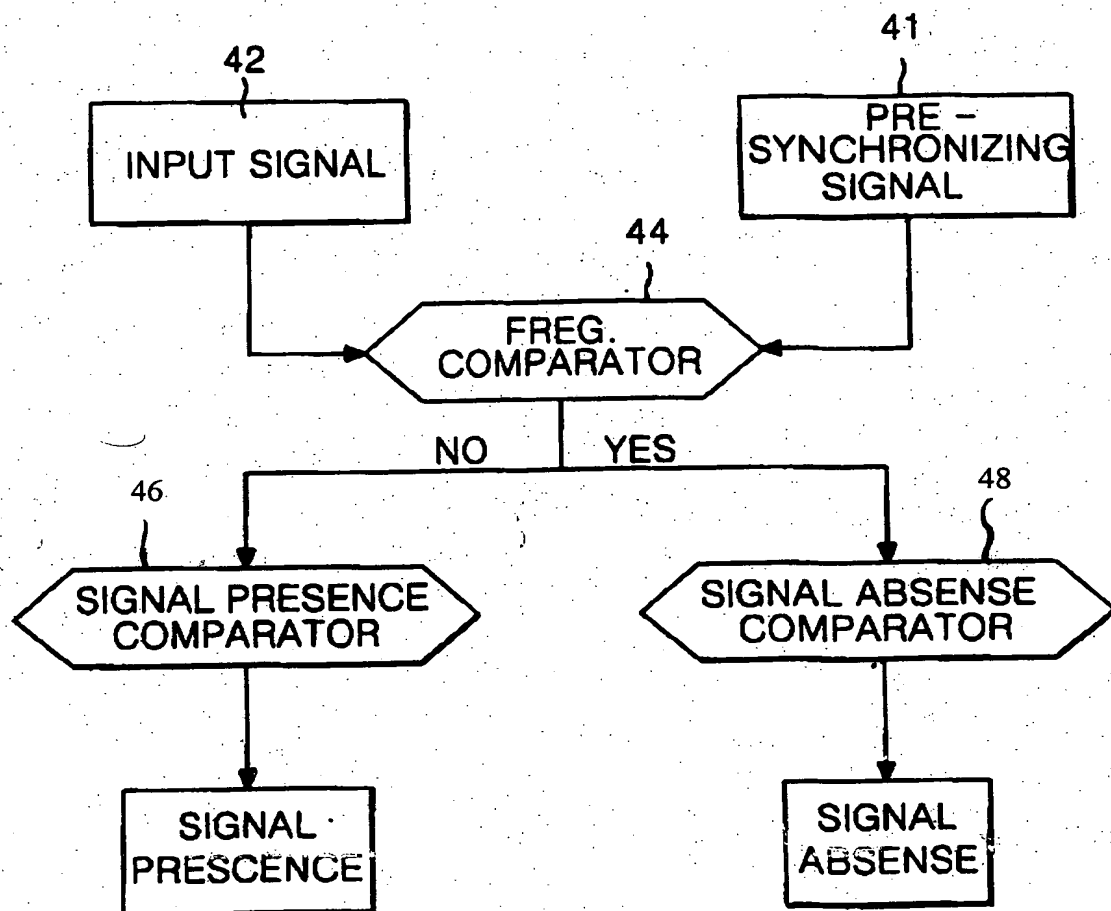 42
41
INPUT SIGNAL
PRE -
SYNCHRONIZING
SIGNAL
44
FREG.
COMPARATOR
NO
YES
46
48
SIGNAL PRESENCE
COMPARATOR
SIGNAL ABSENSE
COMPARATOR
SIGNAL
PRESCENCE
SIGNAL
ABSENSE